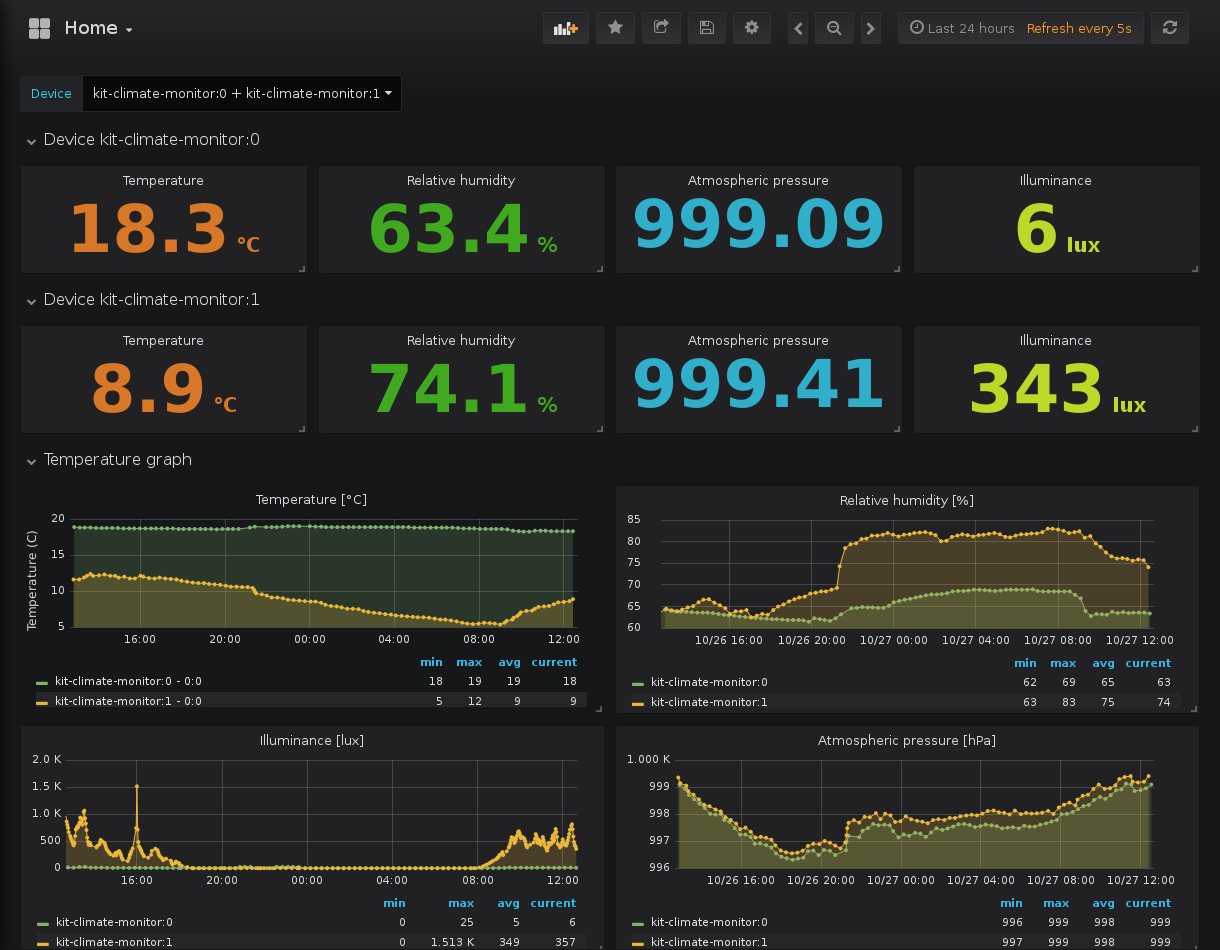 Home
Last 24 hours Refresh every 5s
Device kit-climate-monitor:0 + kit-climate-monitor:1
Device kit-climate-monitor:0
Temperature Relative humidity Atmospheric pressure Illuminance
18.3 °C 63.4 % 999.09 6 lux
Device kit-climate-monitor:1
Temperature Relative humidity Atmospheric pressure Illuminance
8.9 °C 74.1 % 999.41 343 lux
Temperature graph
Temperature [°C]
Temperature (C)
20
15
10
5
16:00 20:00 00:00 04:00 08:00 12:00
min max avg current
kit-climate-monitor:0 - 0:0 18 19 19 18
kit-climate-monitor:1 - 0:0 5 12 9 9
Relative humidity [%]
85
80
75
70
65
60
10/26 16:00 10/26 20:00 10/27 00:00 10/27 04:00 10/27 08:00 10/27 12:00
min max avg current
kit-climate-monitor:0 62 69 65 63
kit-climate-monitor:1 63 83 75 74
Illuminance [lux]
2.0 K
1.5 K
1.0 K
500
0
16:00 20:00 00:00 04:00 08:00 12:00
min max avg current
kit-climate-monitor:0 0 25 5 6
kit-climate-monitor:1 0 1.513 K 349 357
Atmospheric pressure [hPa]
1.000 K
999
998
997
996
10/26 16:00 10/26 20:00 10/27 00:00 10/27 04:00 10/27 08:00 10/27 12:00
min max avg current
kit-climate-monitor:0 996 999 998 999
kit-climate-monitor:1 997 999 998 999